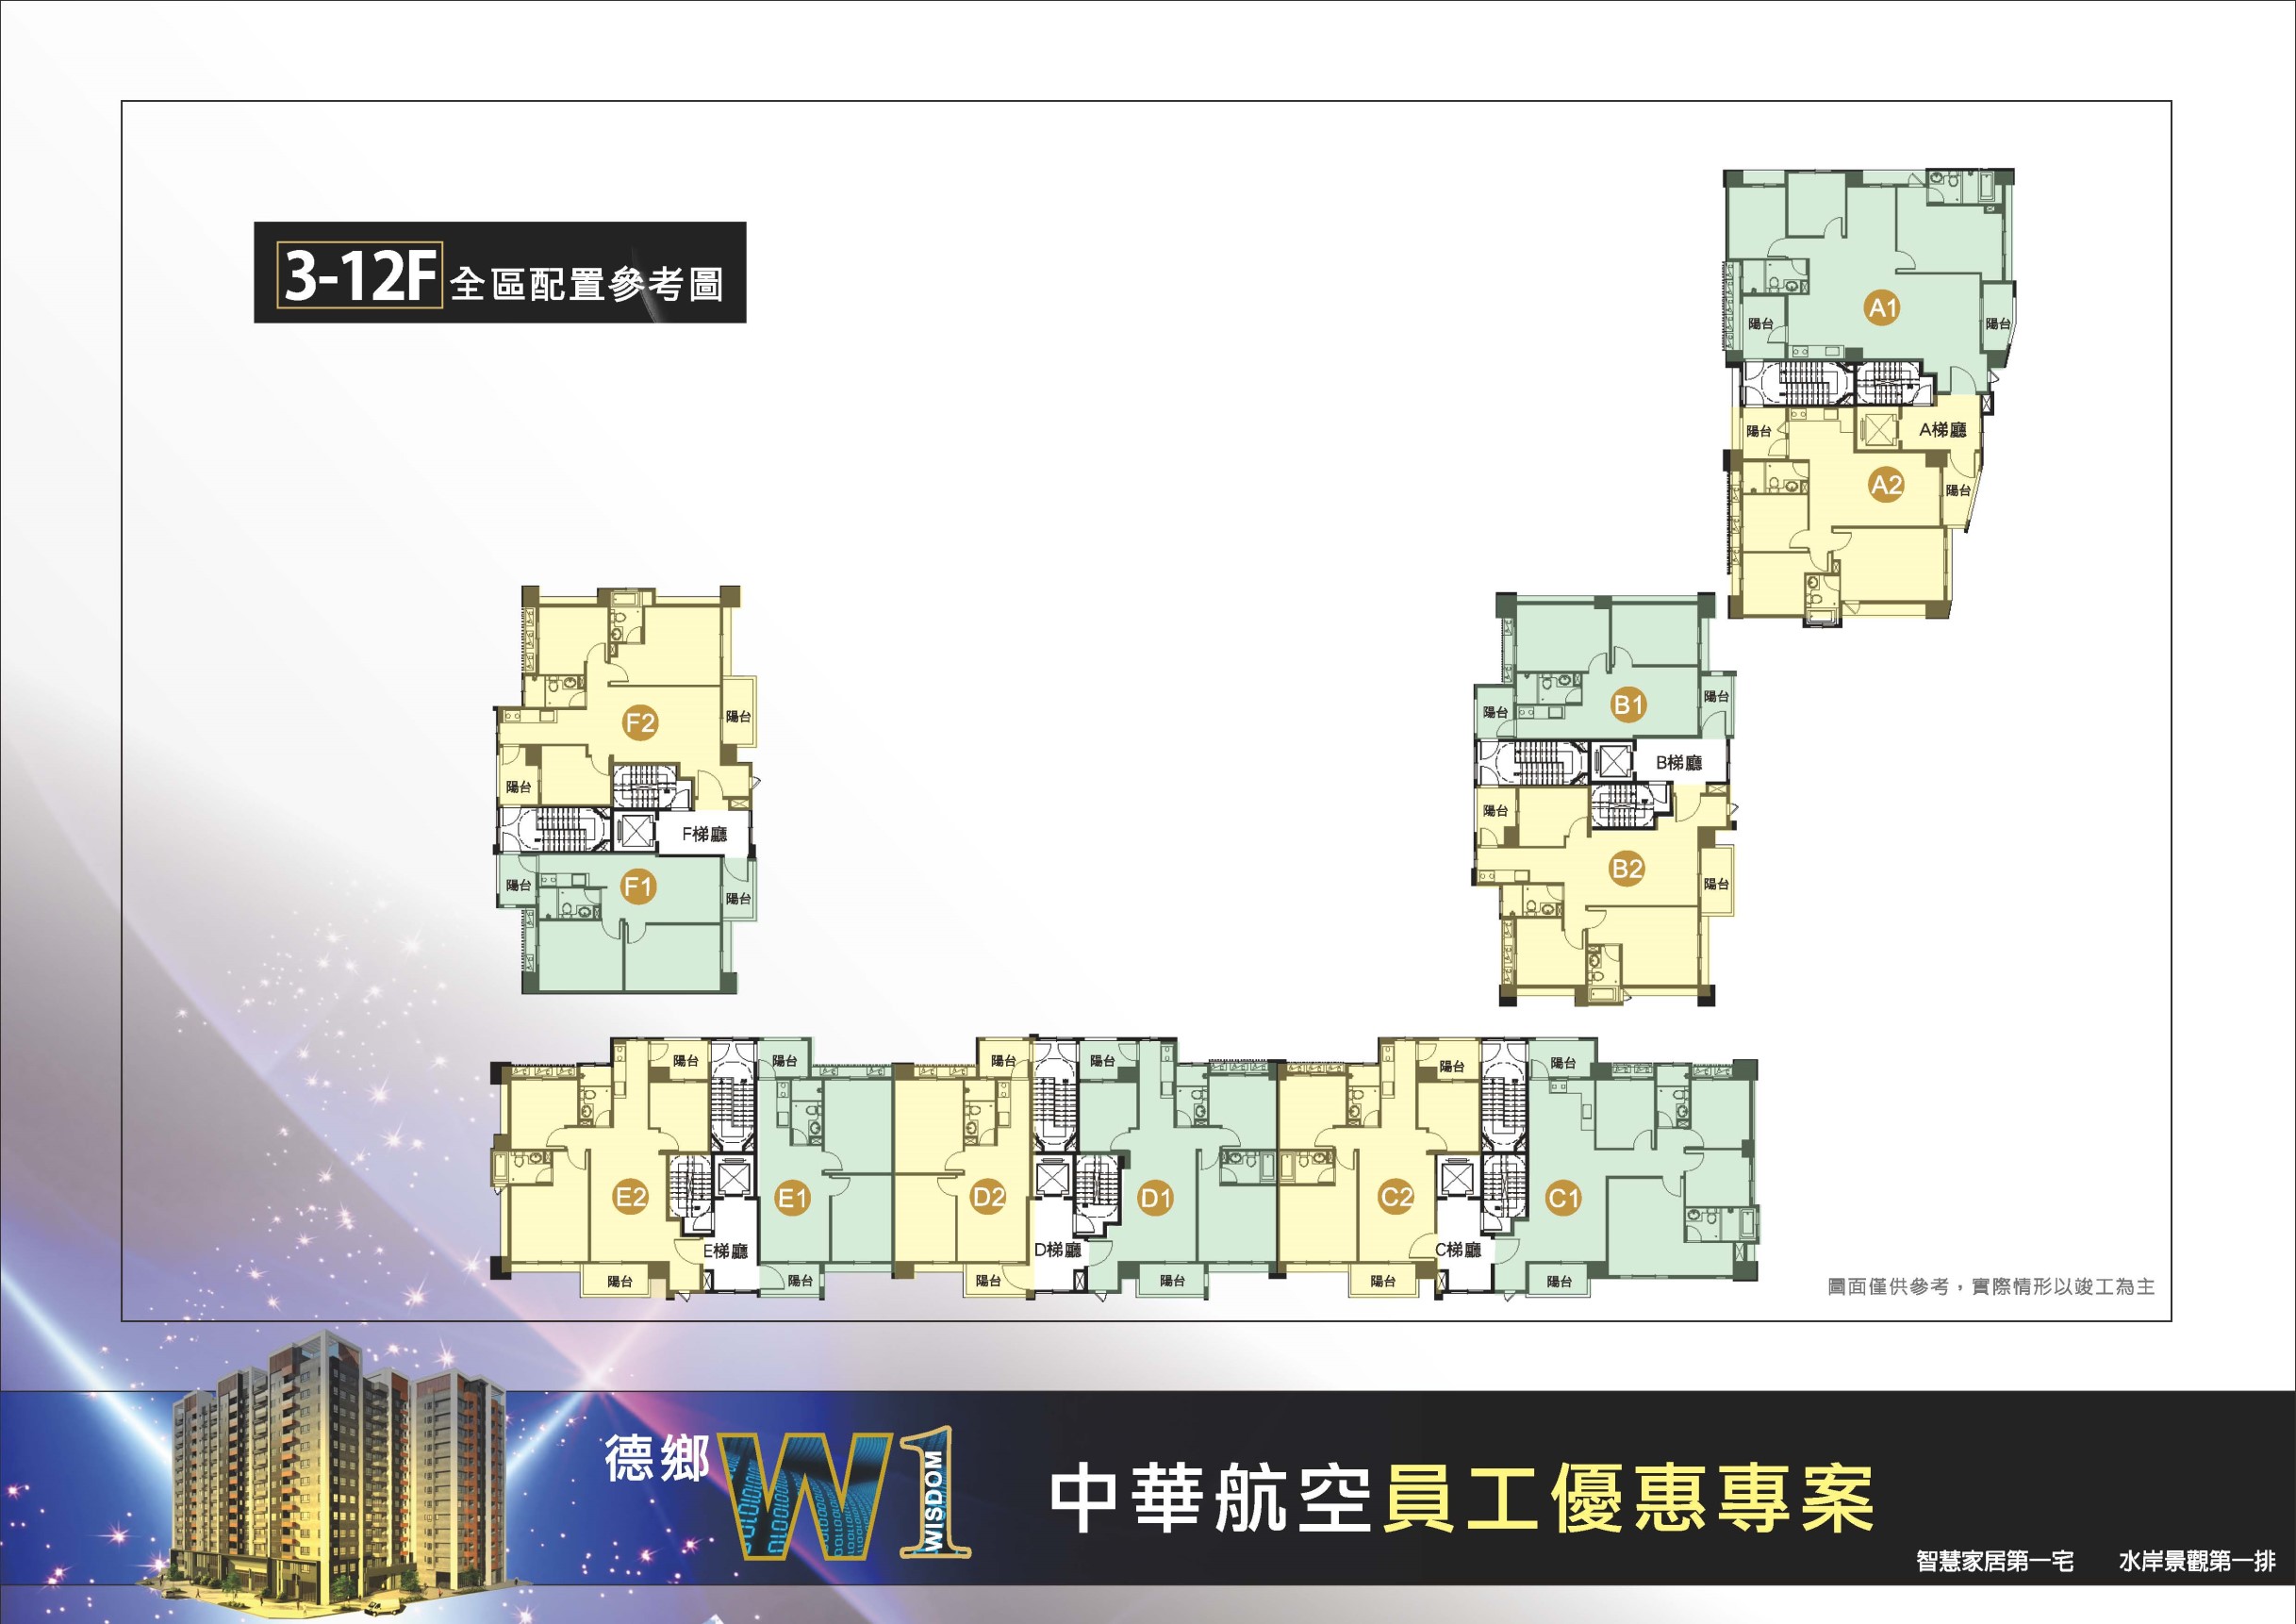 3-12F 全區配置參考圖
A1
陽台
陽台
陽台
A梯廳
A2
陽台
F2
陽台
陽台
F梯廳
陽台
F1
陽台
陽台
B1
陽台
B梯廳
陽台
B2
陽台
陽台
陽台
陽台
陽台
陽台
陽台
E2
E1
D2
D1
C2
C1
E梯廳
D梯廳
C梯廳
陽台
陽台
陽台
陽台
陽台
陽台
圖面僅供參考，實際情形以竣工為主
德鄉 W1 WISDOM
中華航空員工優惠專案
智慧家居第一宅 水岸景觀第一排